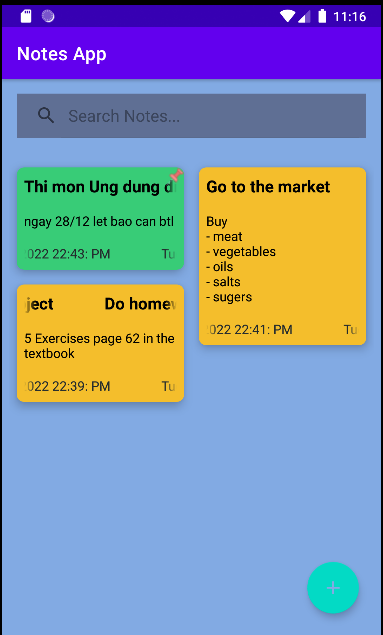 11:16
Notes App
Search Notes...
Thi mon Ung dung d
ngay 28/12 let bao can btl
022 22:43: PM Tu
Go to the market
Buy
- meat
- vegetables
- oils
- salts
- sugers
022 22:41: PM Tu
ject Do home
5 Exercises page 62 in the
textbook
022 22:39: PM Tu
+